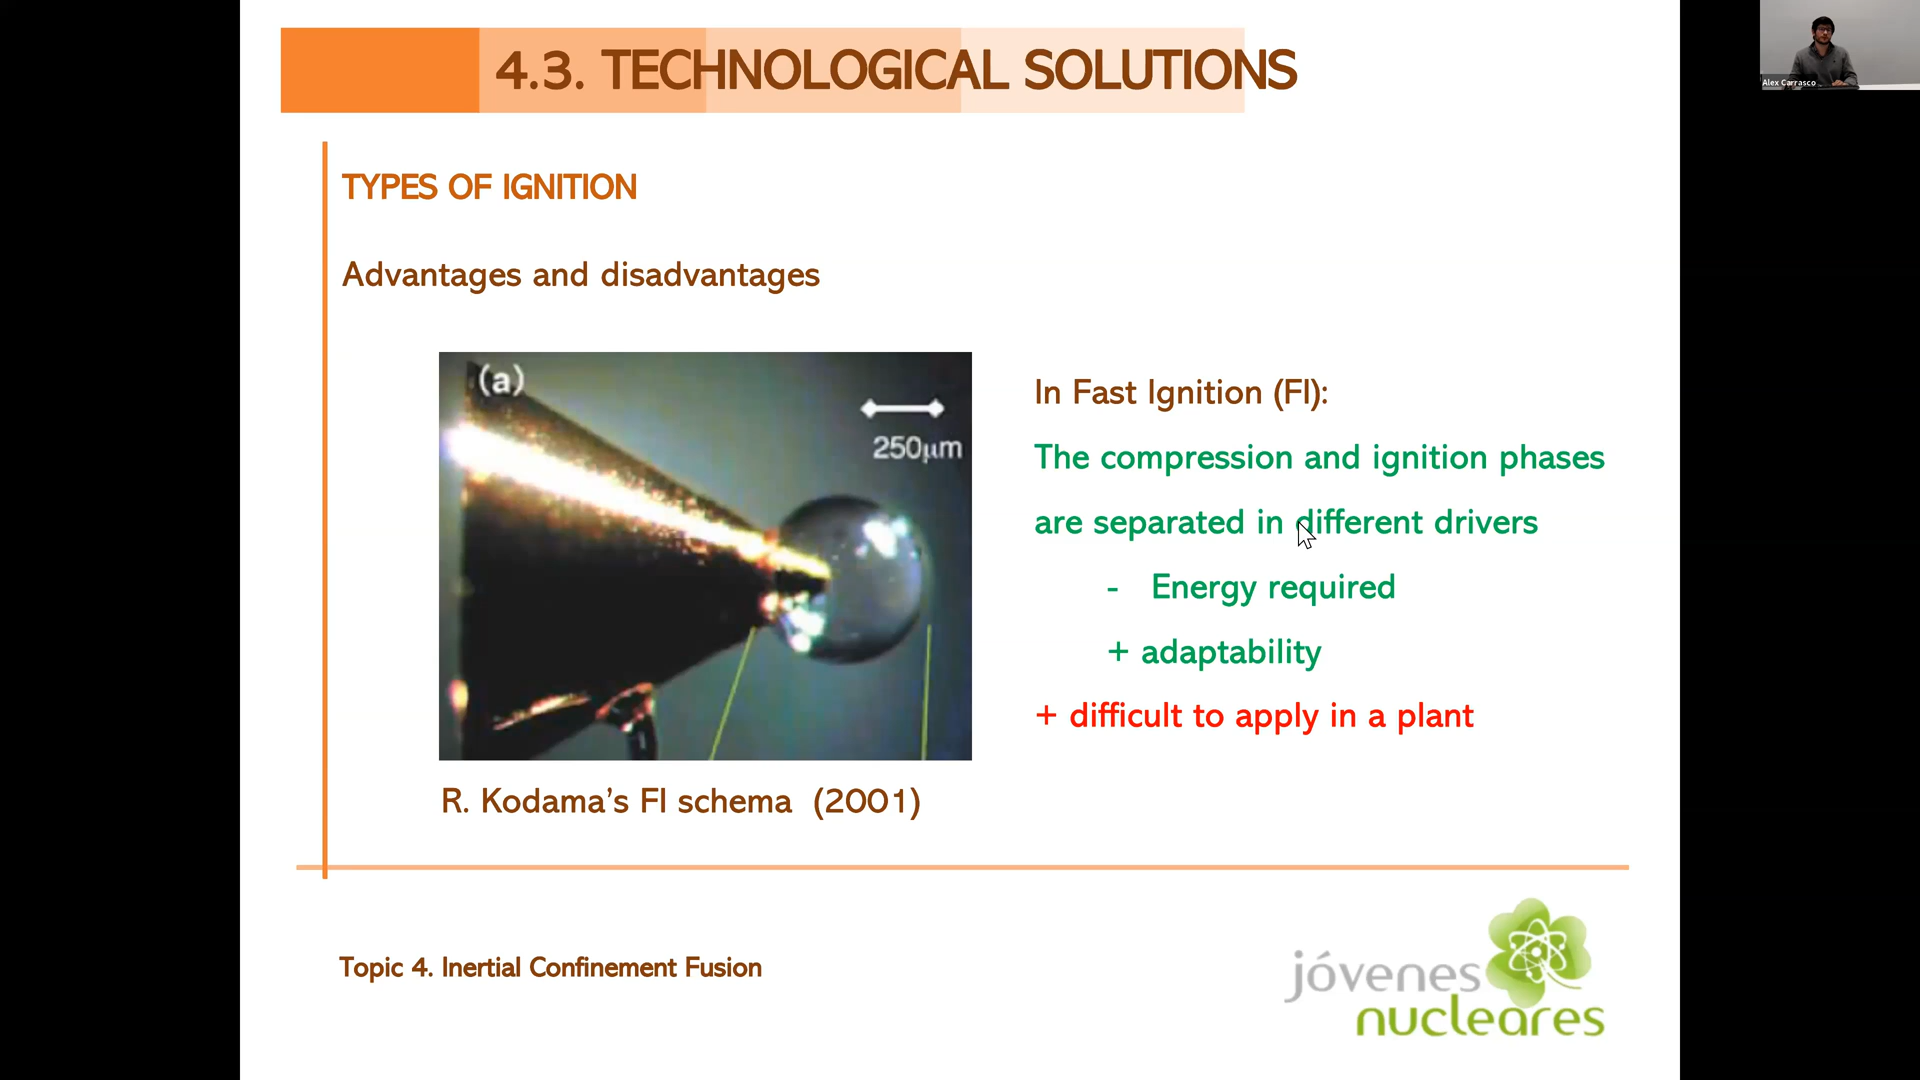 4.3. TECHNOLOGICAL SOLUTIONS
Alex Carrasco
TYPES OF IGNITION
Advantages and disadvantages
(a)
250μm
In Fast Ignition (FI):
The compression and ignition phases
are separated in different drivers
- Energy required
+ adaptability
+ difficult to apply in a plant
R. Kodama's FI schema (2001)
Topic 4. Inertial Confinement Fusion
jóvenes
nucleares